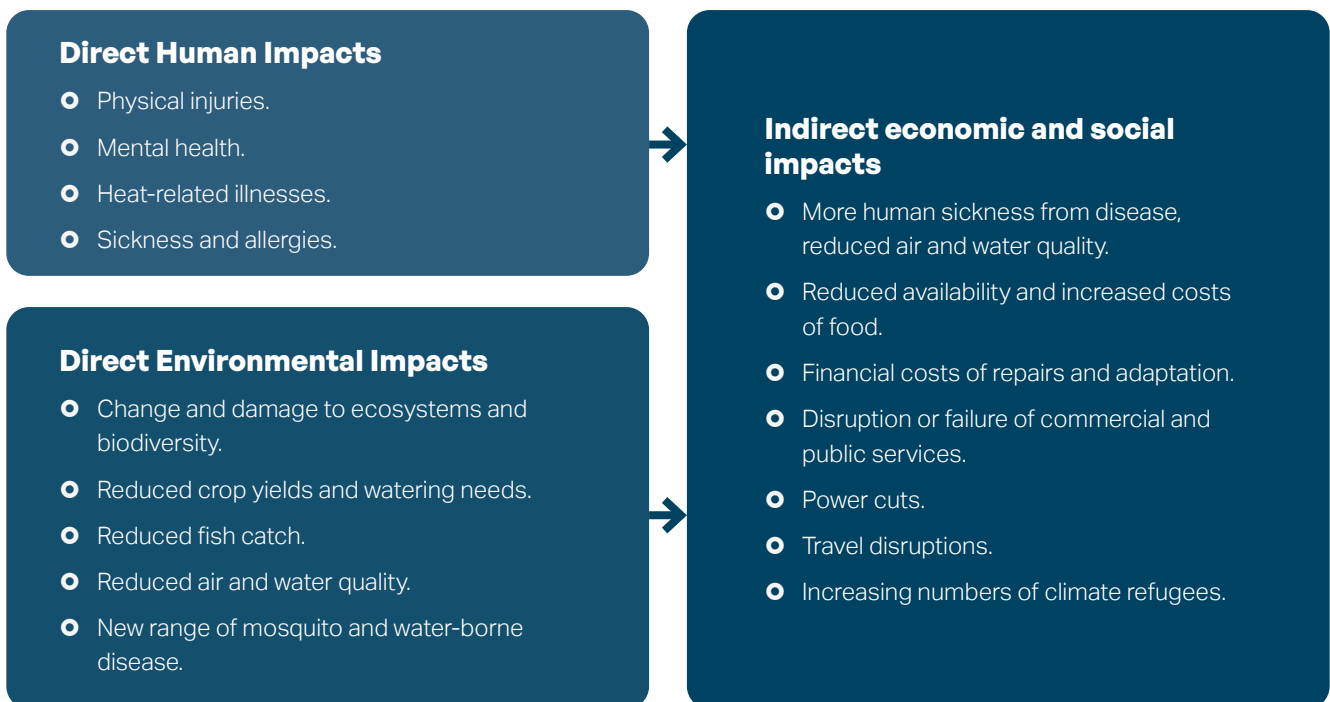 Direct Human Impacts
Physical injuries.
Mental health.
Heat-related illnesses.
Sickness and allergies.
Direct Environmental Impacts
Change and damage to ecosystems and
biodiversity.
Reduced crop yields and watering needs.
Reduced fish catch.
Reduced air and water quality.
New range of mosquito and water-borne
disease.
Indirect economic and social
impacts
More human sickness from disease,
reduced air and water quality.
Reduced availability and increased costs
of food.
Financial costs of repairs and adaptation.
Disruption or failure of commercial and
public services.
Power cuts.
Travel disruptions.
Increasing numbers of climate refugees.